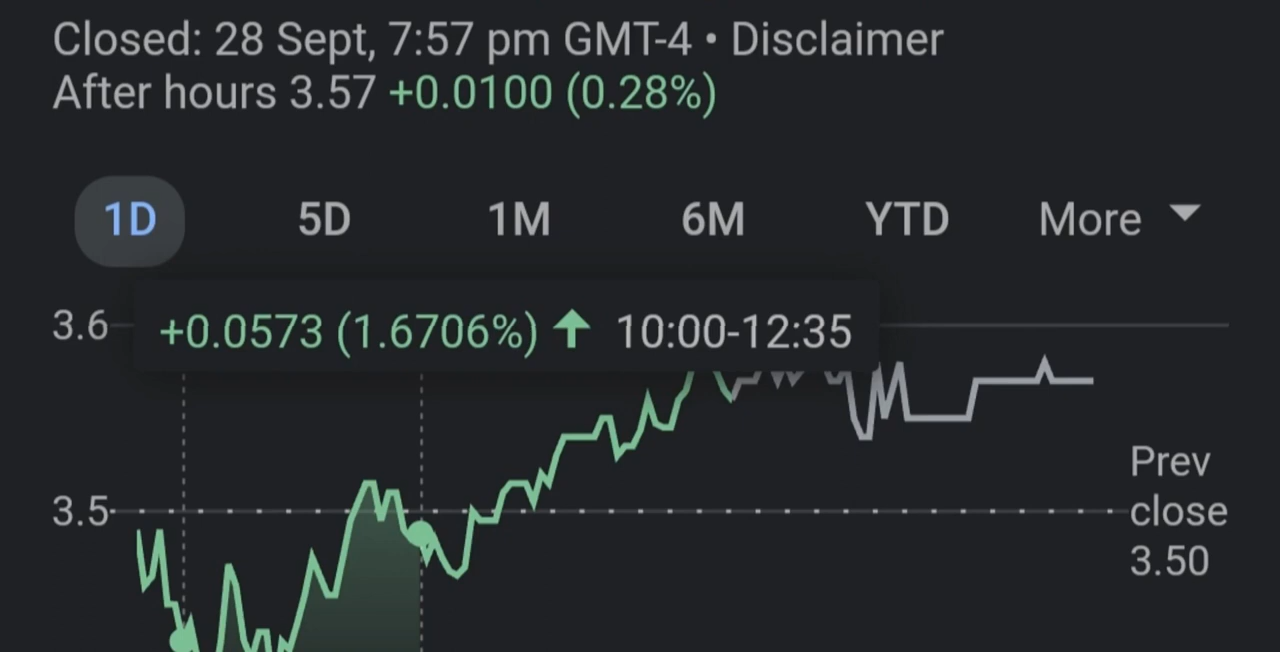 Closed: 28 Sept, 7:57 pm GMT-4 • Disclaimer
After hours 3.57 +0.0100 (0.28%)
1D 5D 1M 6M YTD More
3.6
+0.0573 (1.6706%) ↑ 10:00-12:35
3.5
Prev
close
3.50